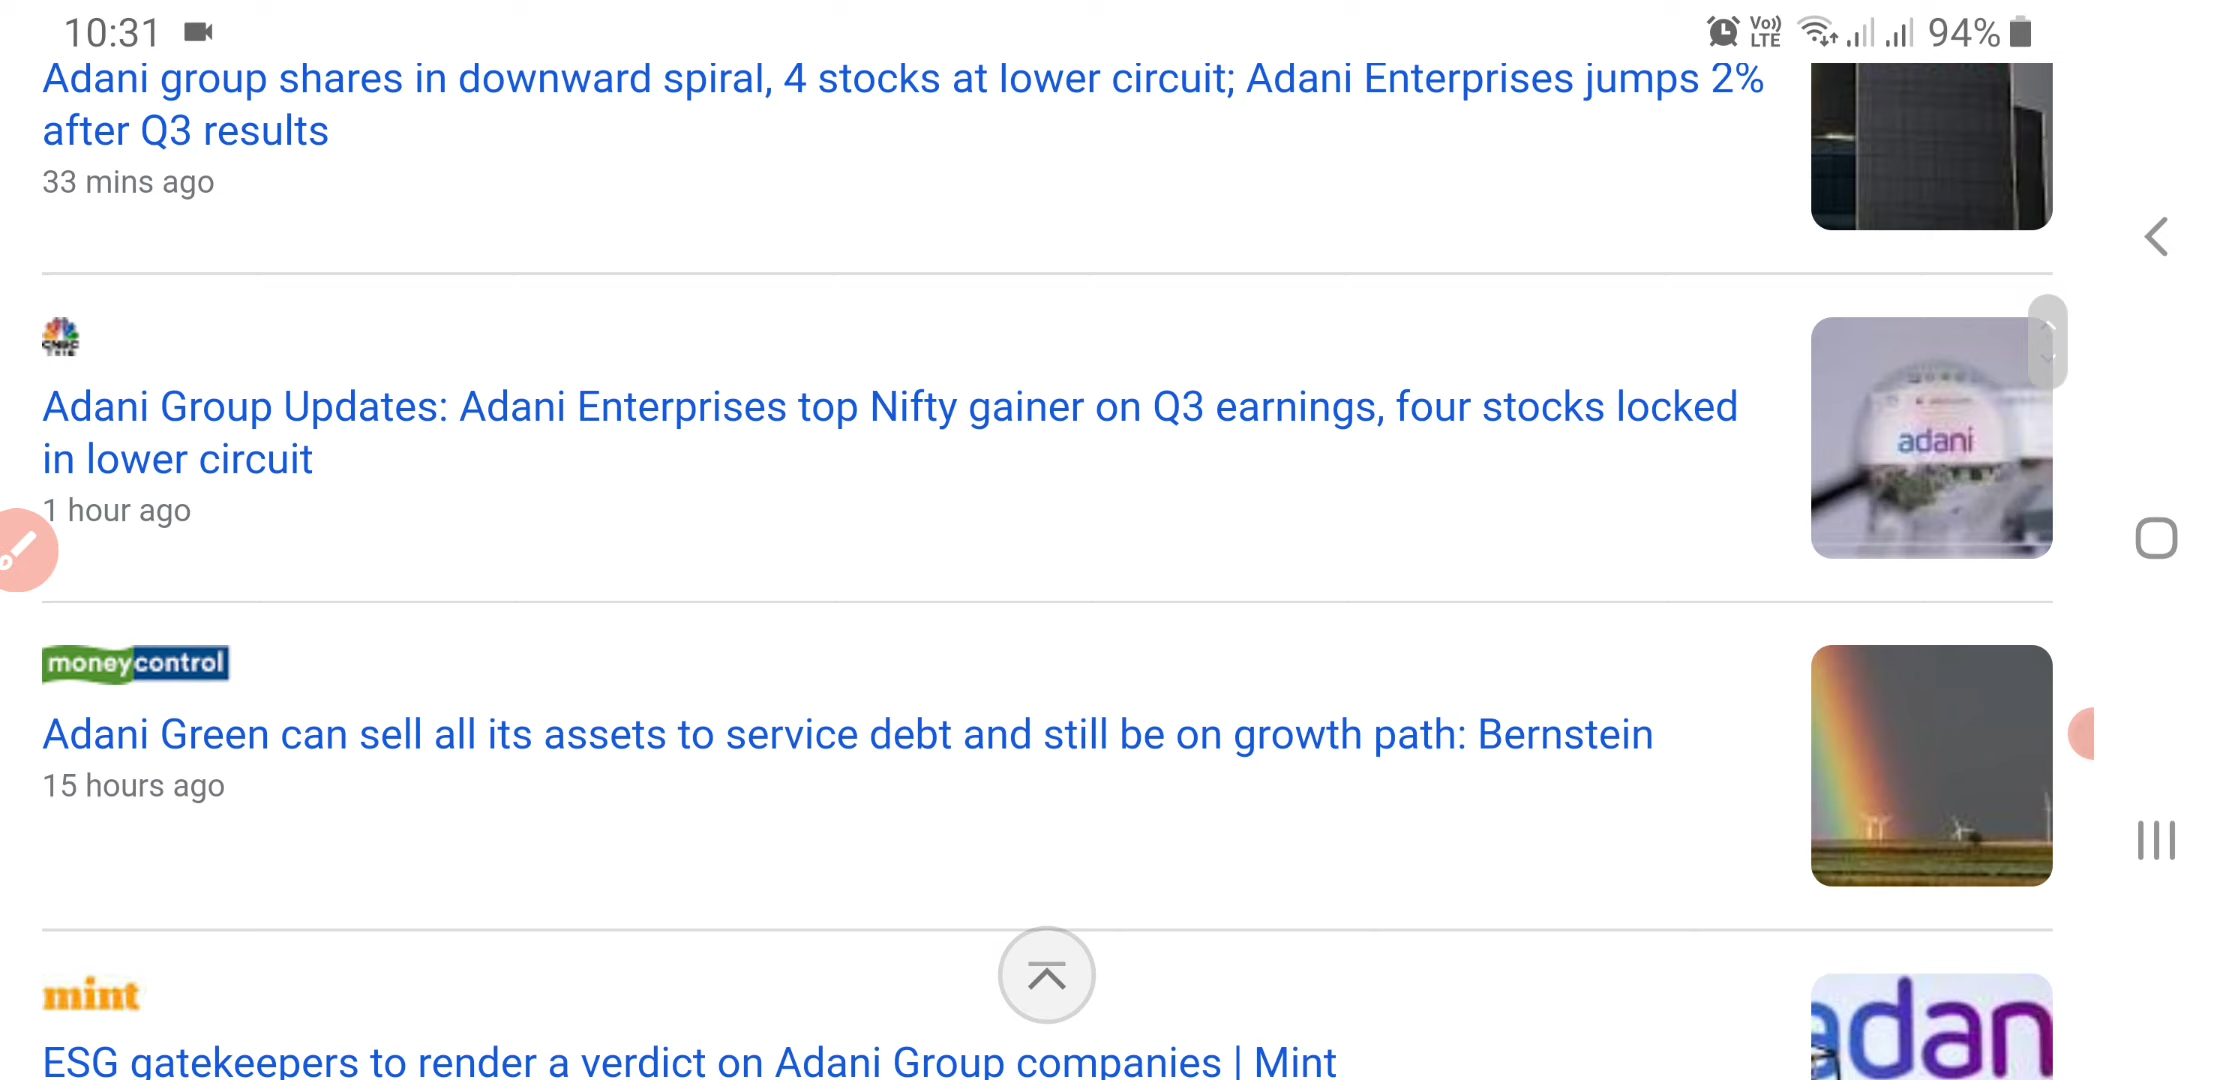 10:31
Vo))
LTE
94%
Adani group shares in downward spiral, 4 stocks at lower circuit; Adani Enterprises jumps 2%
after Q3 results
33 mins ago
CNBC
TV18
Adani Group Updates: Adani Enterprises top Nifty gainer on Q3 earnings, four stocks locked
in lower circuit
1 hour ago
adani
moneycontrol
Adani Green can sell all its assets to service debt and still be on growth path: Bernstein
15 hours ago
mint
ESG gatekeepers to render a verdict on Adani Group companies | Mint
adan